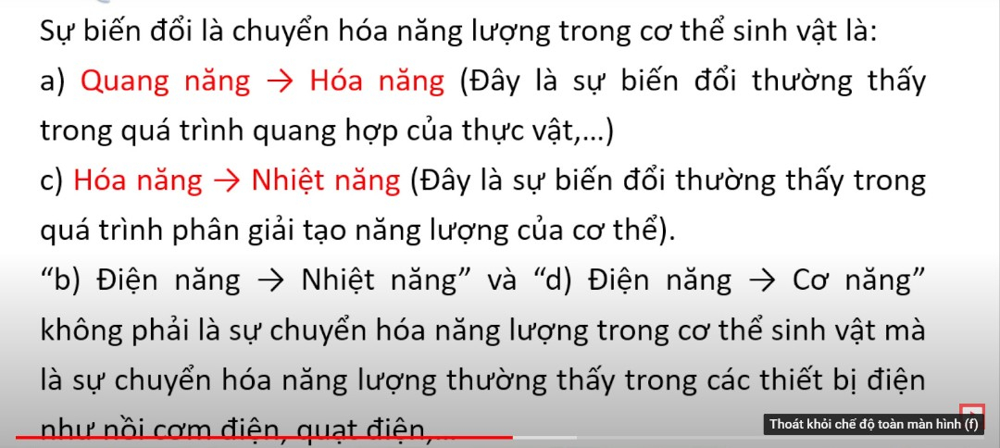 Sự biến đổi là chuyển hóa năng lượng trong cơ thể sinh vật là:
a) Quang năng → Hóa năng (Đây là sự biến đổi thường thấy
trong quá trình quang hợp của thực vật,...)
c) Hóa năng → Nhiệt năng (Đây là sự biến đổi thường thấy trong
quá trình phân giải tạo năng lượng của cơ thể).
“b) Điện năng → Nhiệt năng” và “d) Điện năng → Cơ năng”
không phải là sự chuyển hóa năng lượng trong cơ thể sinh vật mà
là sự chuyển hóa năng lượng thường thấy trong các thiết bị điện
như nồi cơm điện, quạt điện,...
Thoát khỏi chế độ toàn màn hình (f)